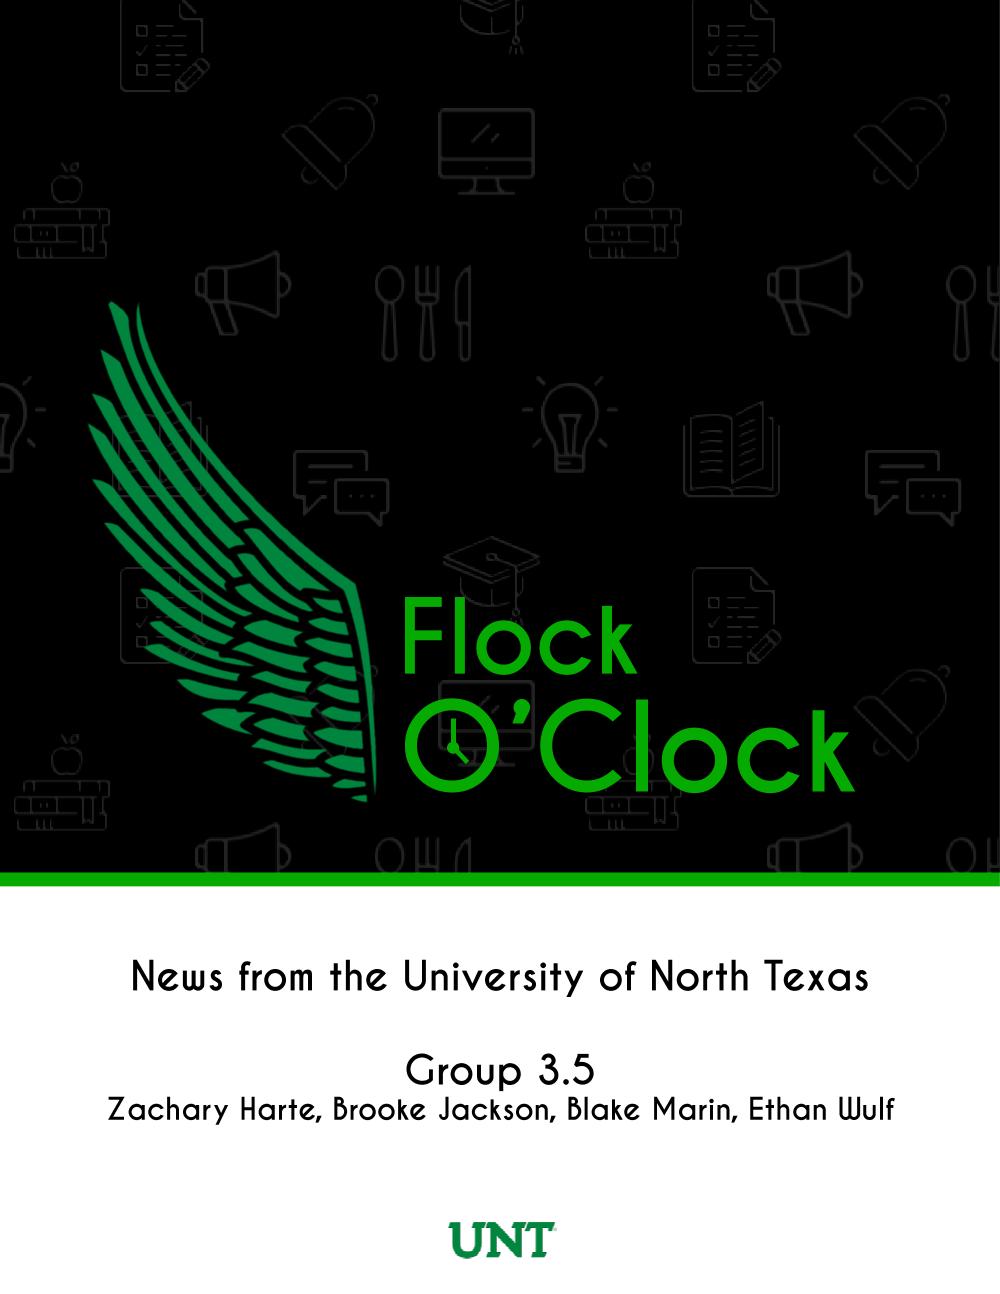 Flock
O'Clock
News from the University of North Texas
Group 3.5
Zachary Harte, Brooke Jackson, Blake Marin, Ethan Wulf
UNT